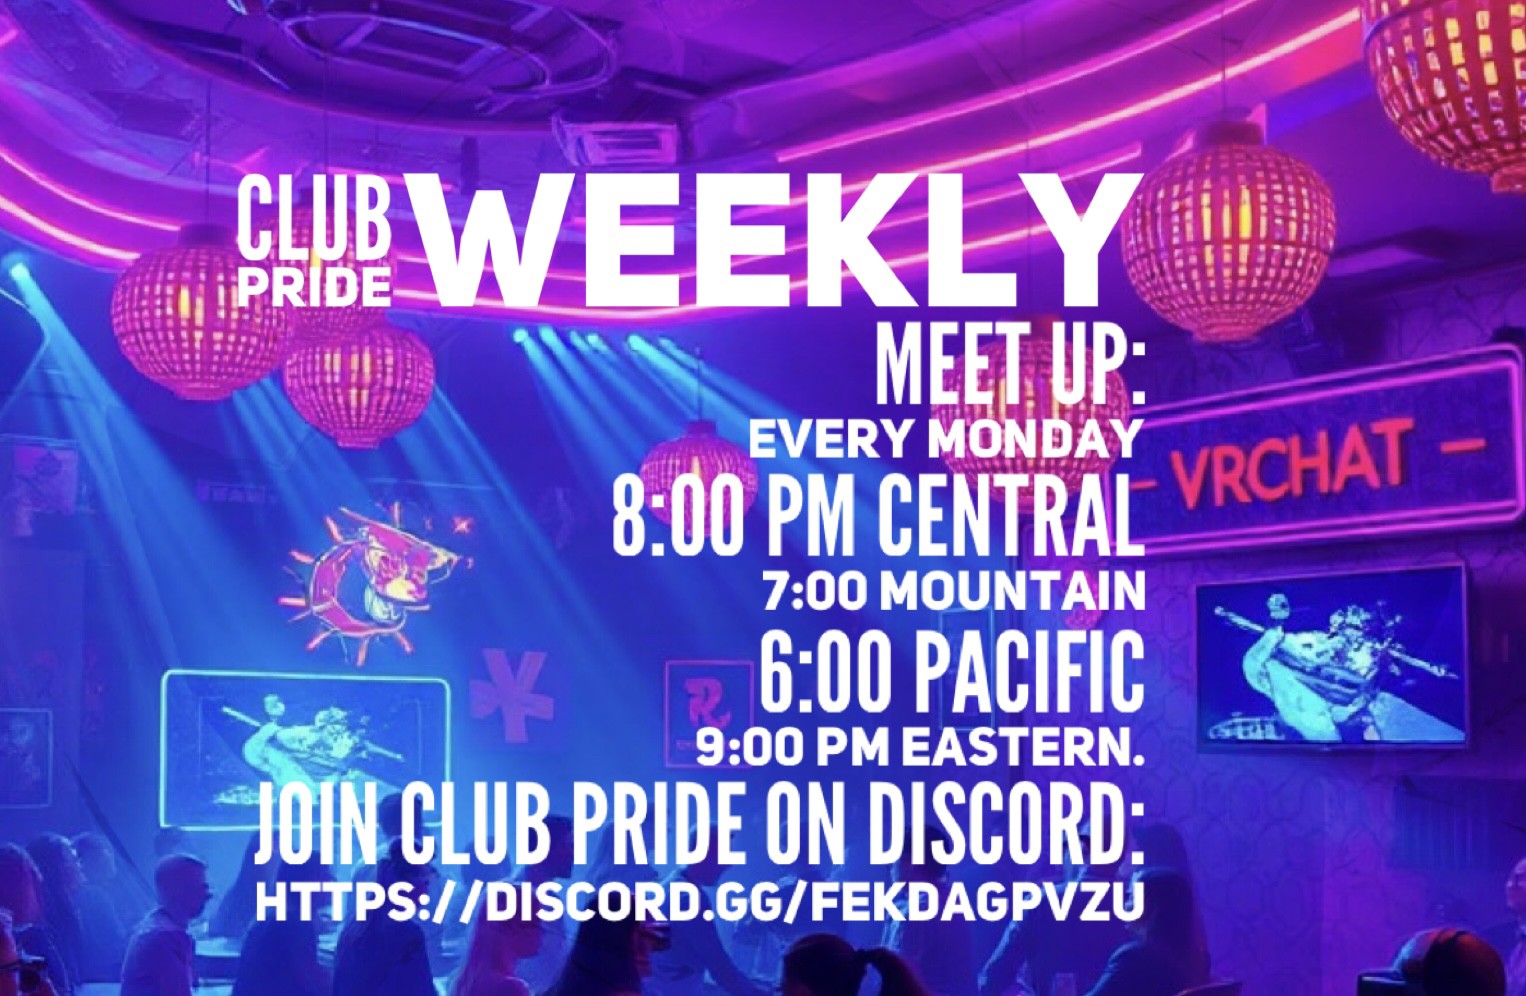 CLUB PRIDE WEEKLY
MEET UP:
EVERY MONDAY
8:00 PM CENTRAL
7:00 MOUNTAIN
6:00 PACIFIC
9:00 PM EASTERN.
JOIN CLUB PRIDE ON DISCORD:
HTTPS://DISCORD.GG/FEKDAGPVZU
- VRCHAT -
¥
R